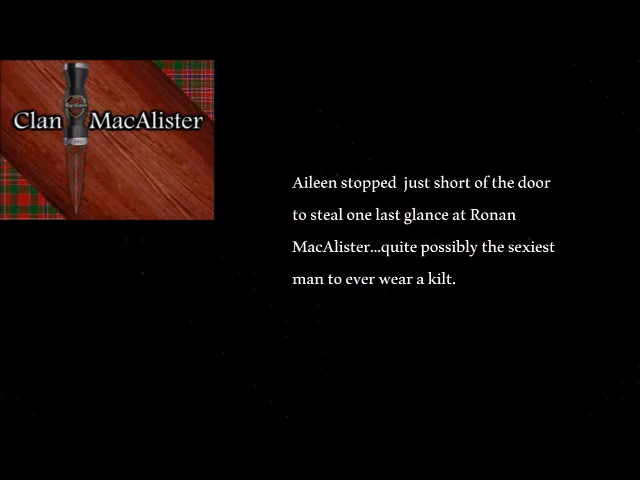 Clan MacAlister
Aileen stopped  just short of the door
to steal one last glance at Ronan
MacAlister...quite possibly the sexiest
man to ever wear a kilt.